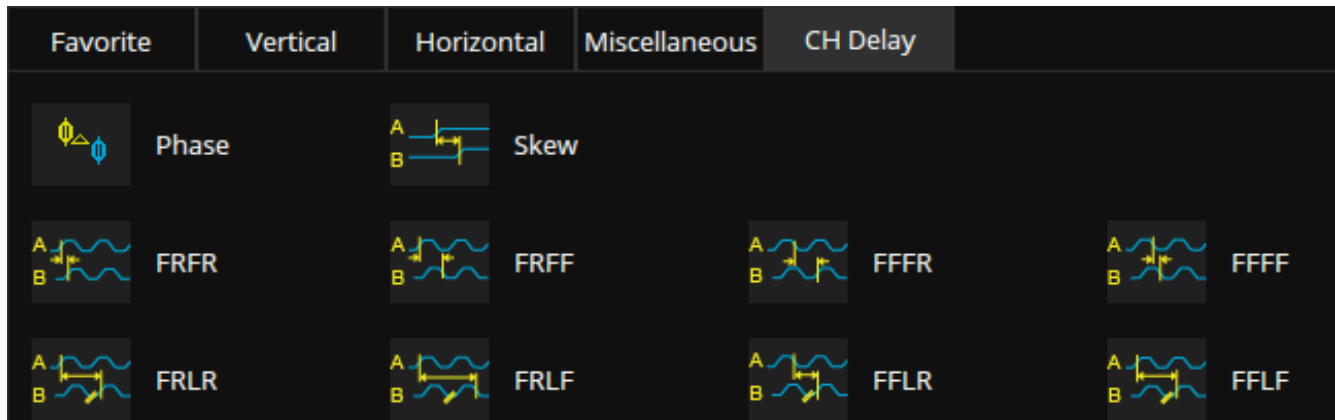 Favorite Vertical Horizontal Miscellaneous CH Delay
Phase A B Skew
A B FRFR A B FRFF A B FFFR A B FFFF
A B FRLR A B FRLF A B FFLR A B FFLF